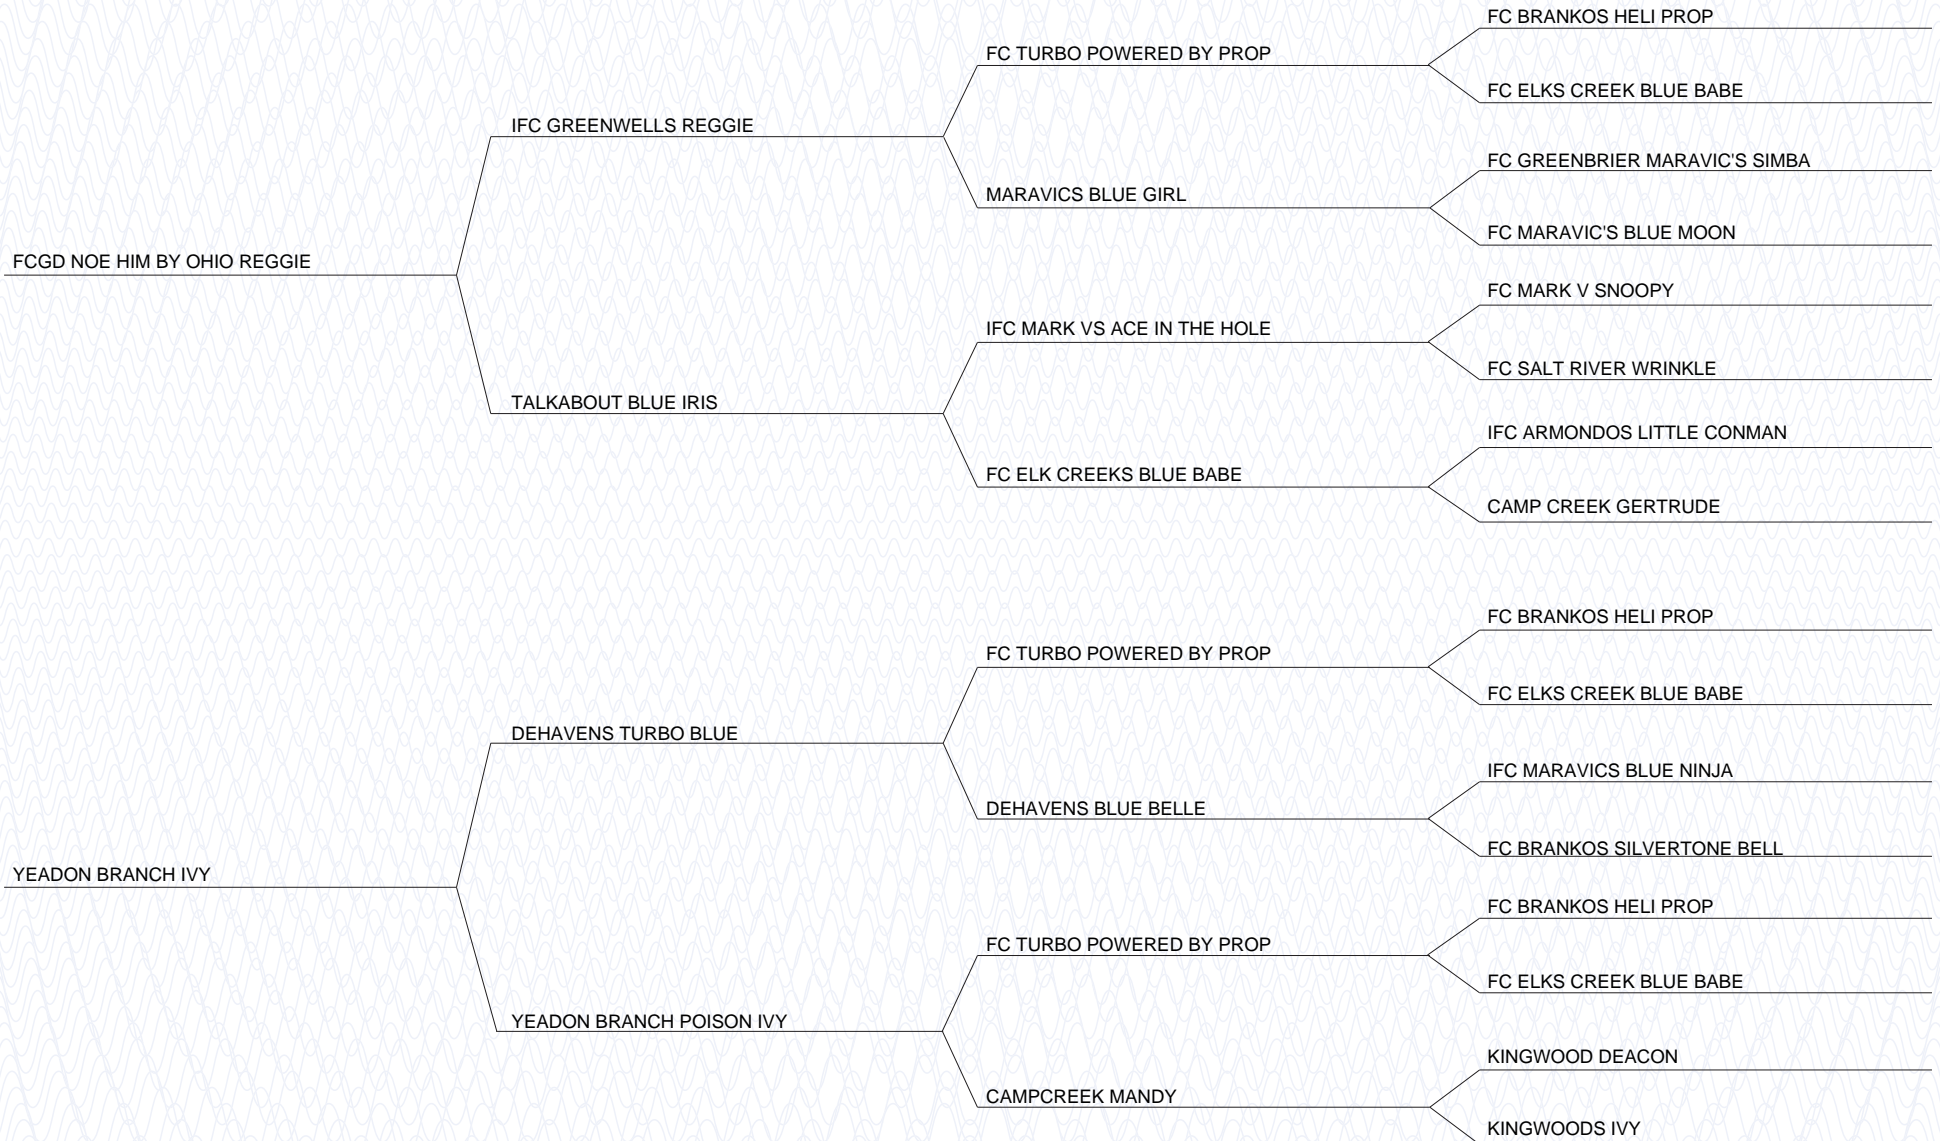 FC BRANKOS HELI PROP
FC TURBO POWERED BY PROP
FC ELKS CREEK BLUE BABE
IFC GREENWELLS REGGIE
FC GREENBRIER MARAVIC'S SIMBA
MARAVICS BLUE GIRL
FC MARAVIC'S BLUE MOON
FCGD NOE HIM BY OHIO REGGIE
FC MARK V SNOOPY
IFC MARK VS ACE IN THE HOLE
FC SALT RIVER WRINKLE
TALKABOUT BLUE IRIS
IFC ARMONDOS LITTLE CONMAN
FC ELK CREEKS BLUE BABE
CAMP CREEK GERTRUDE
FC BRANKOS HELI PROP
FC TURBO POWERED BY PROP
FC ELKS CREEK BLUE BABE
DEHAVENS TURBO BLUE
IFC MARAVICS BLUE NINJA
DEHAVENS BLUE BELLE
FC BRANKOS SILVERTONE BELL
YEADON BRANCH IVY
FC BRANKOS HELI PROP
FC TURBO POWERED BY PROP
FC ELKS CREEK BLUE BABE
YEADON BRANCH POISON IVY
KINGWOOD DEACON
CAMPCREEK MANDY
KINGWOODS IVY